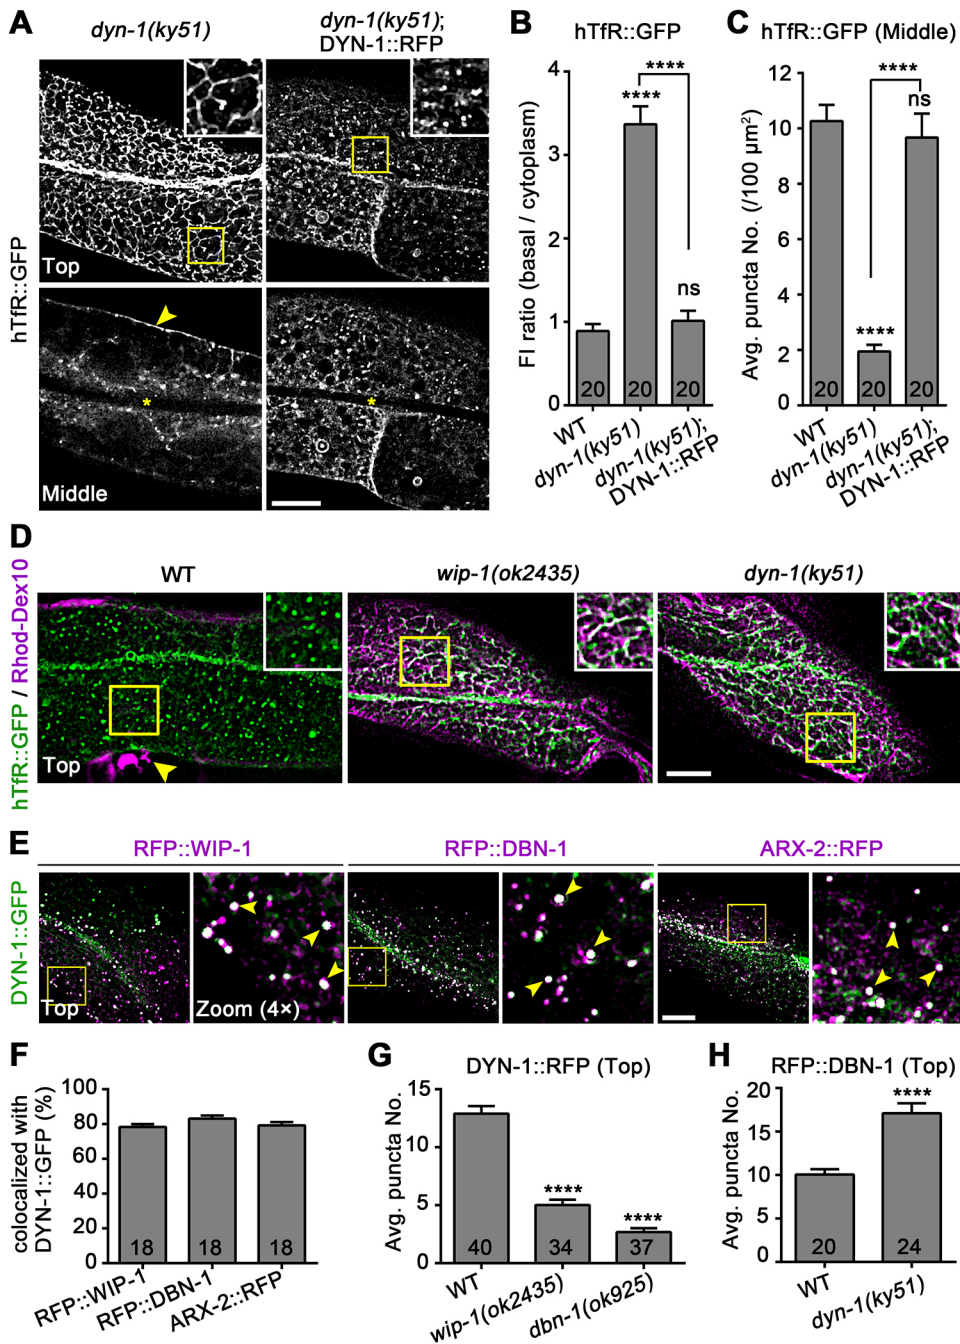 A
dyn-1(ky51)
dyn-1(ky51);
DYN-1::RFP
hTfR::GFP
Top
Middle
*
*
B
hTfR::GFP
FI ratio (basal / cytoplasm)
4
3
2
1
0
****
****
ns
20
20
20
WT
dyn-1(ky51)
dyn-1(ky51);
DYN-1::RFP
C
hTfR::GFP (Middle)
Avg. puncta No. (/100 µm²)
12
10
8
6
4
2
0
****
ns
****
20
20
20
WT
dyn-1(ky51)
dyn-1(ky51);
DYN-1::RFP
D
hTfR::GFP / Rhod-Dex10
WT
wip-1(ok2435)
dyn-1(ky51)
Top
E
DYN-1::GFP
RFP::WIP-1
RFP::DBN-1
ARX-2::RFP
Top
Zoom (4×)
F
colocalized with
DYN-1::GFP (%)
100
80
60
40
20
0
18
18
18
RFP::WIP-1
RFP::DBN-1
ARX-2::RFP
G
DYN-1::RFP (Top)
Avg. puncta No.
15
10
5
0
****
****
40
34
37
WT
wip-1(ok2435)
dbn-1(ok925)
H
RFP::DBN-1 (Top)
Avg. puncta No.
20
15
10
5
0
****
20
24
WT
dyn-1(ky51)